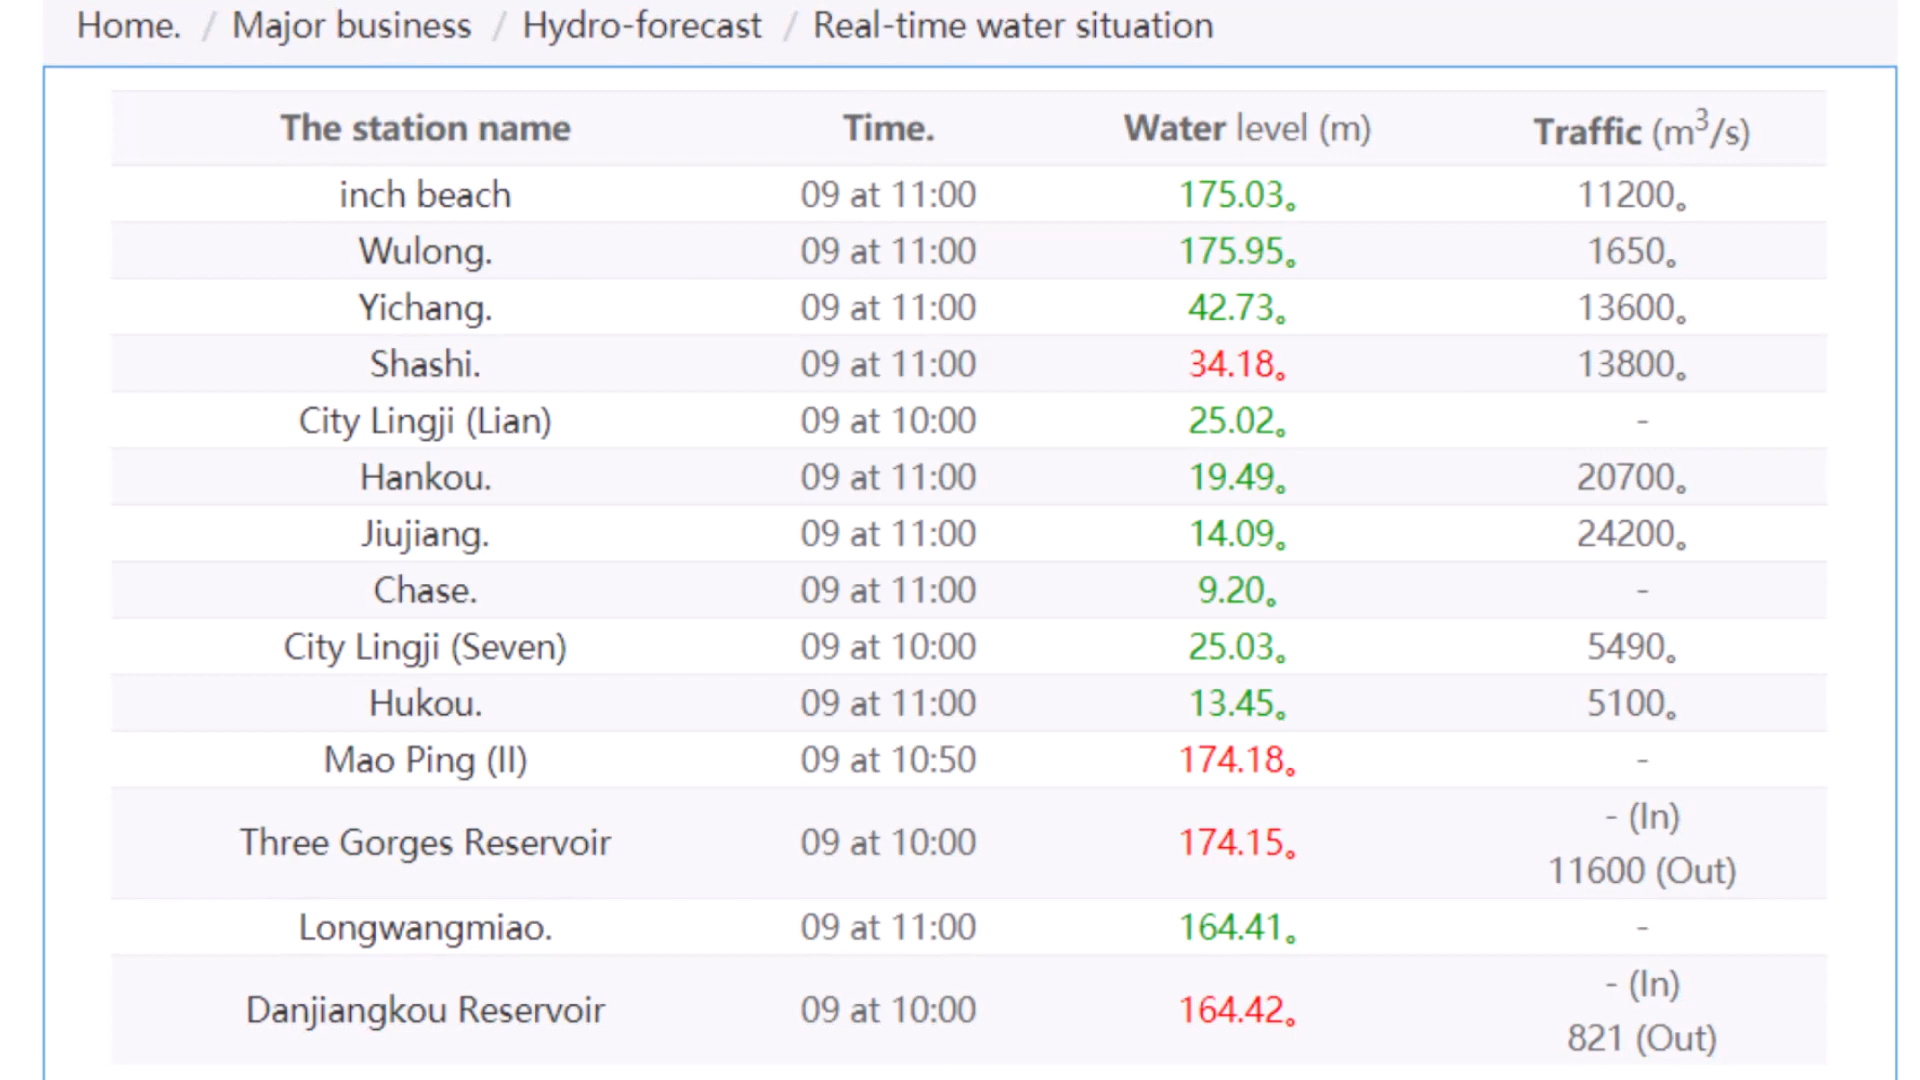 Home. / Major business / Hydro-forecast / Real-time water situation
The station name Time. Water level (m) Traffic (m³/s)
inch beach 09 at 11:00 175.03。 11200。
Wulong. 09 at 11:00 175.95。 1650。
Yichang. 09 at 11:00 42.73。 13600。
Shashi. 09 at 11:00 34.18。 13800。
City Lingji (Lian) 09 at 10:00 25.02。 -
Hankou. 09 at 11:00 19.49。 20700。
Jiujiang. 09 at 11:00 14.09。 24200。
Chase. 09 at 11:00 9.20。 -
City Lingji (Seven) 09 at 10:00 25.03。 5490。
Hukou. 09 at 11:00 13.45。 5100。
Mao Ping (II) 09 at 10:50 174.18。 -
Three Gorges Reservoir 09 at 10:00 174.15。 - (In)
11600 (Out)
Longwangmiao. 09 at 11:00 164.41。 -
Danjiangkou Reservoir 09 at 10:00 164.42。 - (In)
821 (Out)